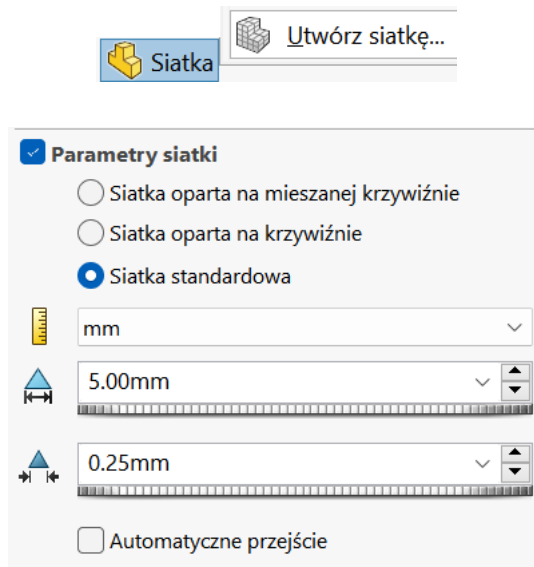 Utwórz siatkę...
Siatka
Parametry siatki
Siatka oparta na mieszanej krzywiźnie
Siatka oparta na krzywiźnie
Siatka standardowa
mm
5.00mm
0.25mm
Automatyczne przejście